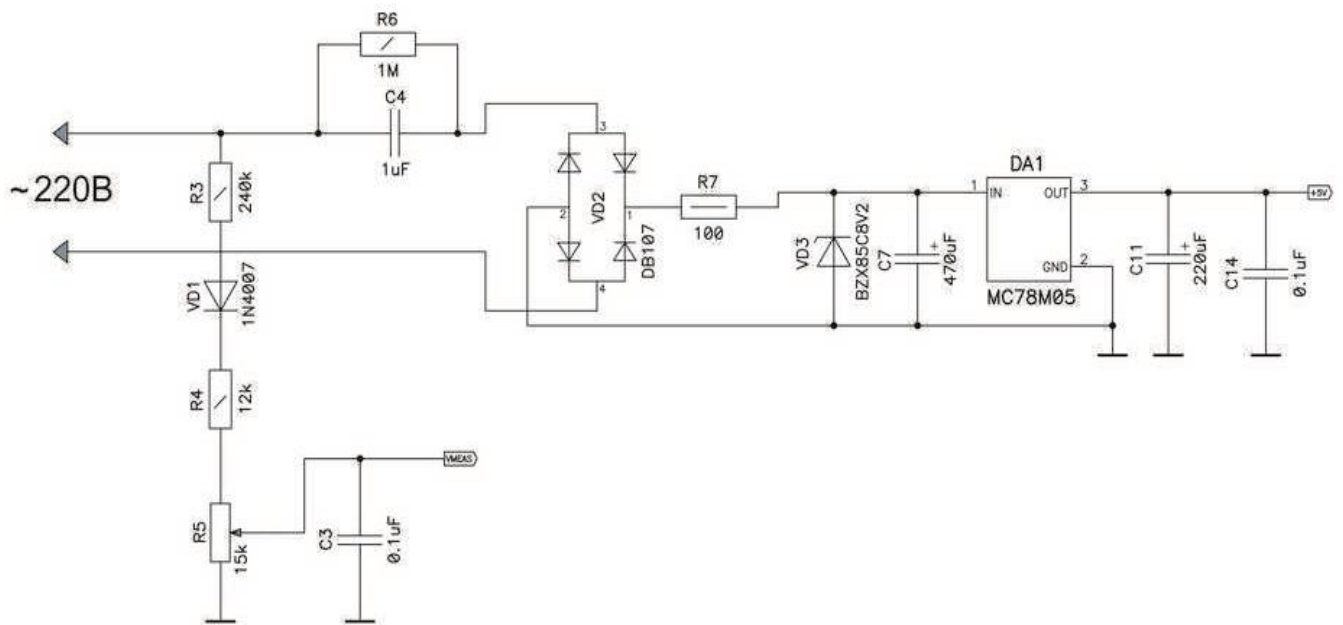 R6
1M
C4
1uF
~220В
R3
240k
VD1
1N4007
R4
12k
R5
15k
C3
0.1uF
VMEAS
3
2
1
4
VD2
DB107
R7
100
VD3
BZX85C8V2
C7
+
470uF
DA1
1
IN
OUT
3
GND
2
MC78M05
C11
+
220uF
C14
0.1uF
+5V